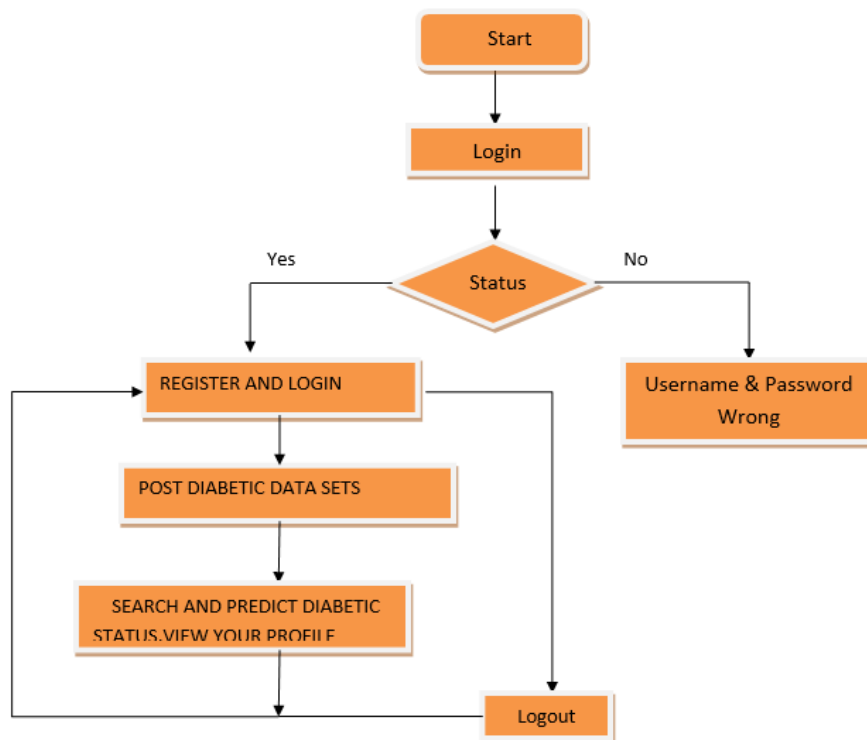 Start
Login
Yes
No
Status
REGISTER AND LOGIN
Username & Password
Wrong
POST DIABETIC DATA SETS
SEARCH AND PREDICT DIABETIC
STATUS,VIEW YOUR PROFILE
Logout